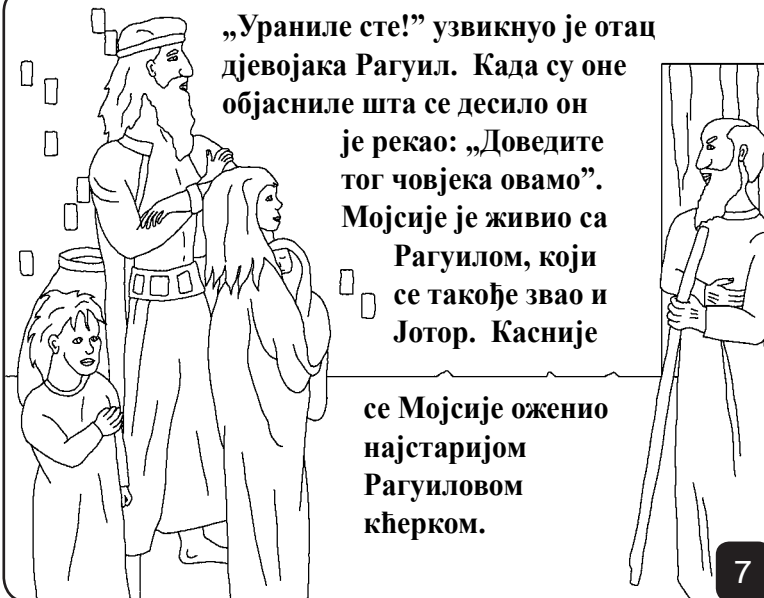 „Ураниле сте!” узвикнуо је отац
дјевојака Рагуил. Када су оне
објасниле шта се десило он
је рекао: „Доведите
тог човјека овамо”.
Мојсије је живио са
Рагуилом, који
се такође звао и
Јотор. Касније
се Мојсије оженио
најстаријом
Рагуиловом
кћерком.
7